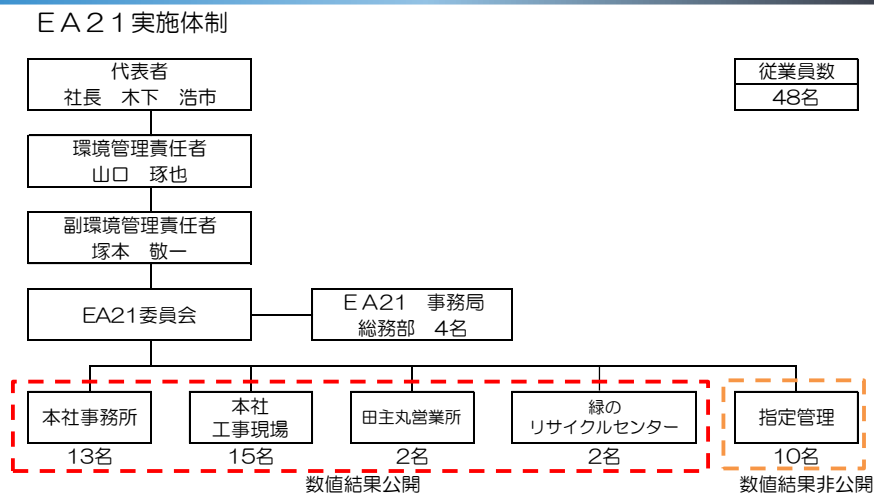 ＥＡ２１実施体制
代表者
社長　木下　浩市
従業員数
48名
環境管理責任者
山口　琢也
副環境管理責任者
塚本　敬一
EA21委員会
ＥＡ21　事務局
総務部　4名
本社事務所
本社
工事現場
田主丸営業所
緑の
リサイクルセンター
指定管理
13名
15名
2名
2名
10名
数値結果公開
数値結果非公開